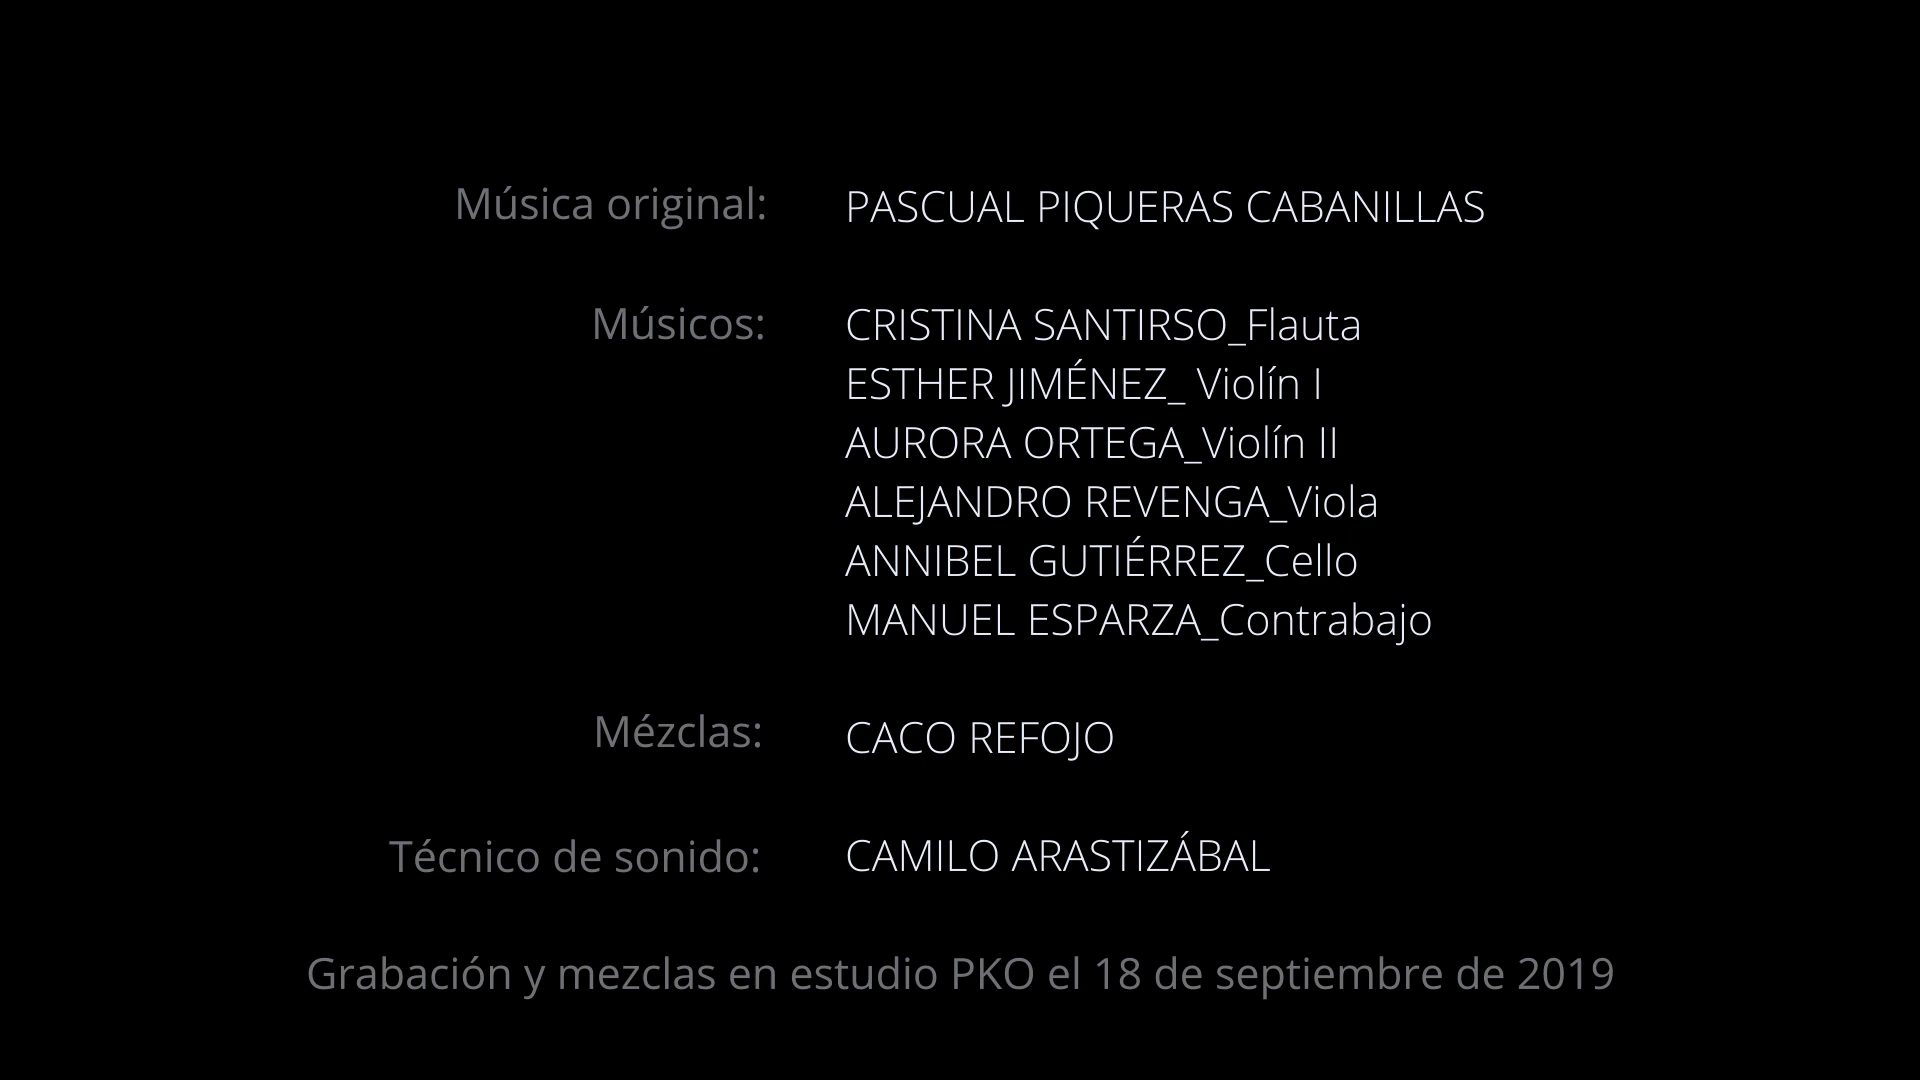 Música original: PASCUAL PIQUERAS CABANILLAS
Músicos: CRISTINA SANTIRSO_Flauta
ESTHER JIMÉNEZ_ Violín I
AURORA ORTEGA_Violín II
ALEJANDRO REVENGA_Viola
ANNIBEL GUTIÉRREZ_Cello
MANUEL ESPARZA_Contrabajo
Mézclas: CACO REFOJO
Técnico de sonido: CAMILO ARASTIZÁBAL
Grabación y mezclas en estudio PKO el 18 de septiembre de 2019